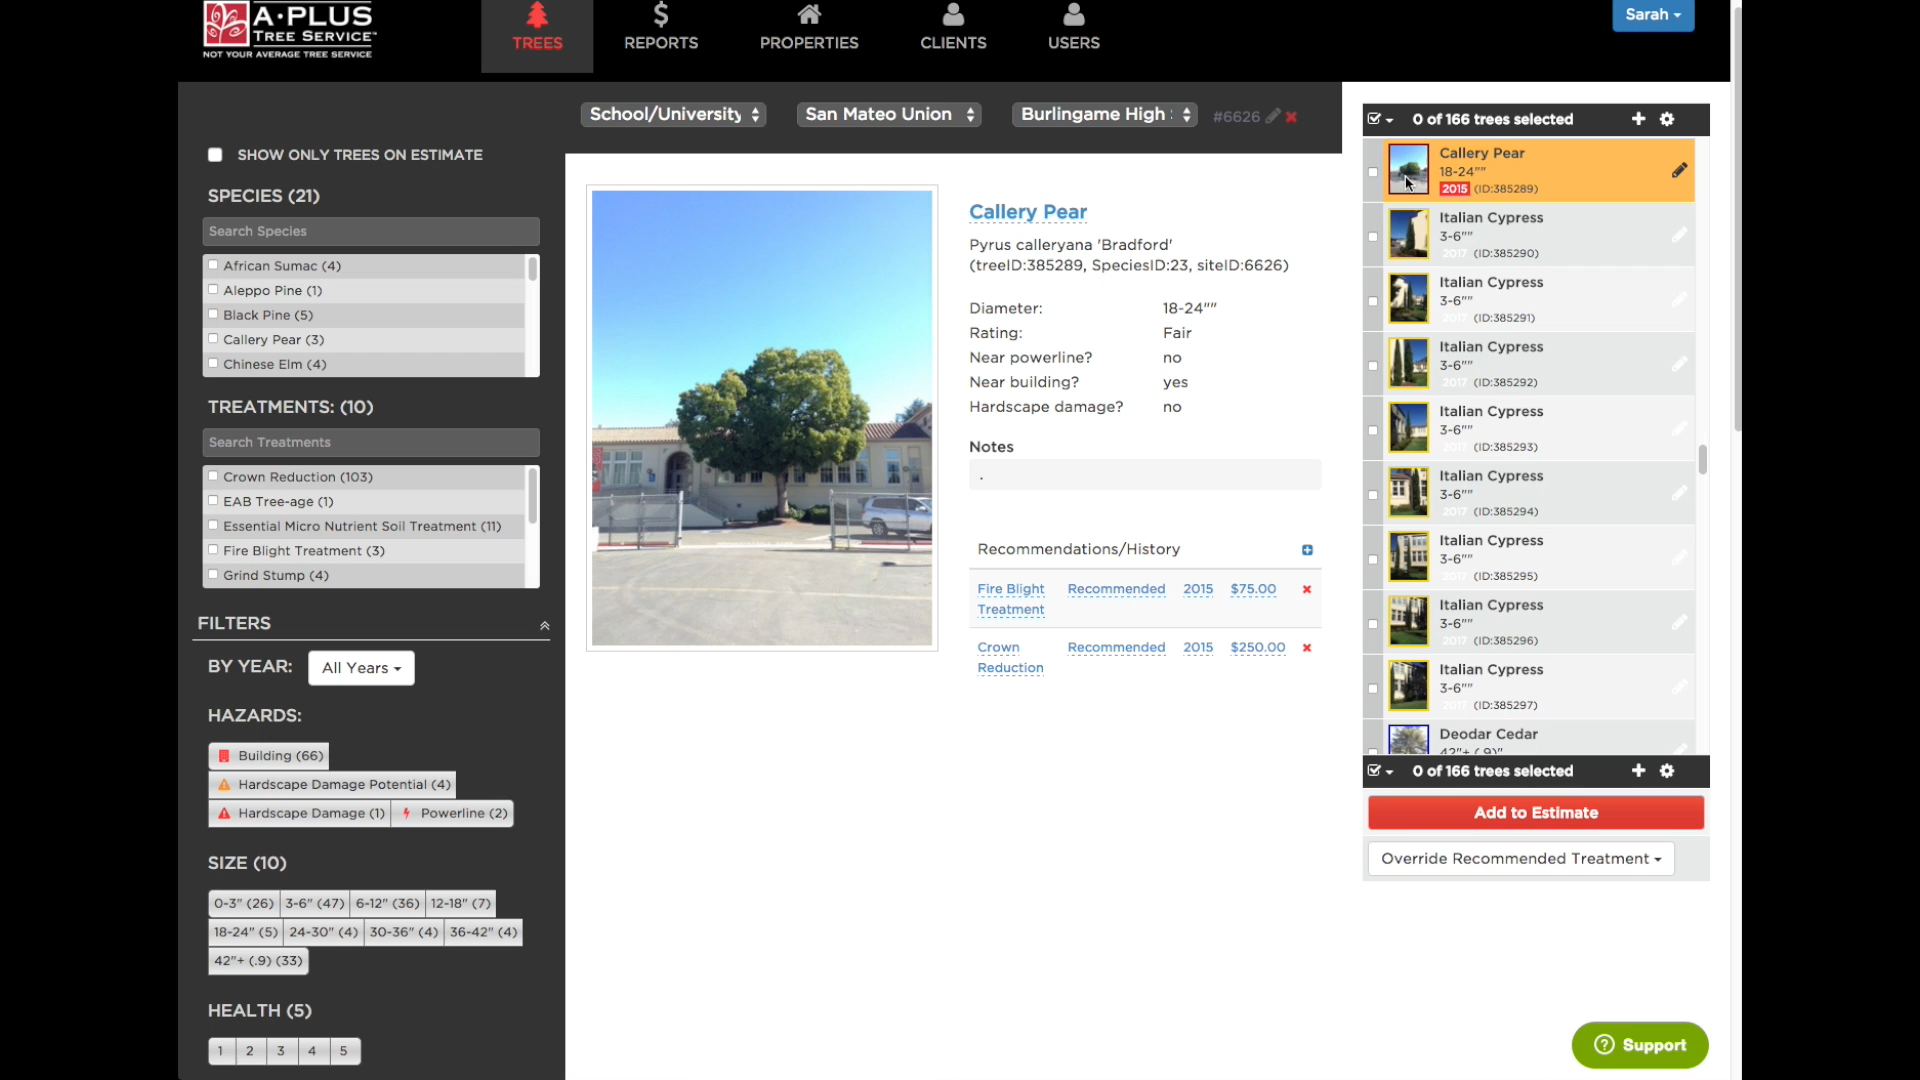 A-PLUS
TREE SERVICE™
NOT YOUR AVERAGE TREE SERVICE
TREES
REPORTS
PROPERTIES
CLIENTS
USERS
Sarah
School/University
San Mateo Union
Burlingame High
#6626
SHOW ONLY TREES ON ESTIMATE
SPECIES (21)
Search Species
African Sumac (4)
Aleppo Pine (1)
Black Pine (5)
Callery Pear (3)
Chinese Elm (4)
TREATMENTS: (10)
Search Treatments
Crown Reduction (103)
EAB Tree-age (1)
Essential Micro Nutrient Soil Treatment (11)
Fire Blight Treatment (3)
Grind Stump (4)
FILTERS
BY YEAR: All Years
HAZARDS:
Building (66)
Hardscape Damage Potential (4)
Hardscape Damage (1) Powerline (2)
SIZE (10)
0-3" (26) 3-6" (47) 6-12" (36) 12-18" (7)
18-24" (5) 24-30" (4) 30-36" (4) 36-42" (4)
42"+ (.9) (33)
HEALTH (5)
1 2 3 4 5
Callery Pear
Pyrus calleryana 'Bradford'
(treeID:385289, SpeciesID:23, siteID:6626)
Diameter: 18-24""
Rating: Fair
Near powerline? no
Near building? yes
Hardscape damage? no
Notes
.
Recommendations/History
Fire Blight Treatment Recommended 2015 $75.00
Crown Reduction Recommended 2015 $250.00
0 of 166 trees selected
Callery Pear
18-24""
2015 (ID:385289)
Italian Cypress
3-6""
2017 (ID:385290)
Italian Cypress
3-6""
2017 (ID:385291)
Italian Cypress
3-6""
2017 (ID:385292)
Italian Cypress
3-6""
2017 (ID:385293)
Italian Cypress
3-6""
2017 (ID:385294)
Italian Cypress
3-6""
2017 (ID:385295)
Italian Cypress
3-6""
2017 (ID:385296)
Italian Cypress
3-6""
2017 (ID:385297)
Deodar Cedar
42"+ (.9)"
0 of 166 trees selected
Add to Estimate
Override Recommended Treatment
Support